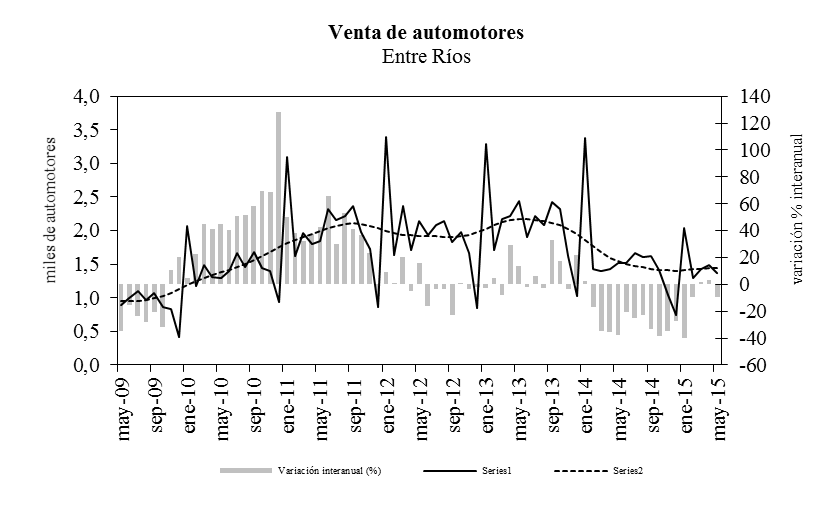 Venta de automotores
Entre Ríos
miles de automotores
4,0
3,5
3,0
2,5
2,0
1,5
1,0
0,5
0,0
140
120
100
80
60
40
20
0
-20
-40
-60
variación % interanual
may-09
sep-09
ene-10
may-10
sep-10
ene-11
may-11
sep-11
ene-12
may-12
sep-12
ene-13
may-13
sep-13
ene-14
may-14
sep-14
ene-15
may-15
Variación interanual (%)
Series1
Series2